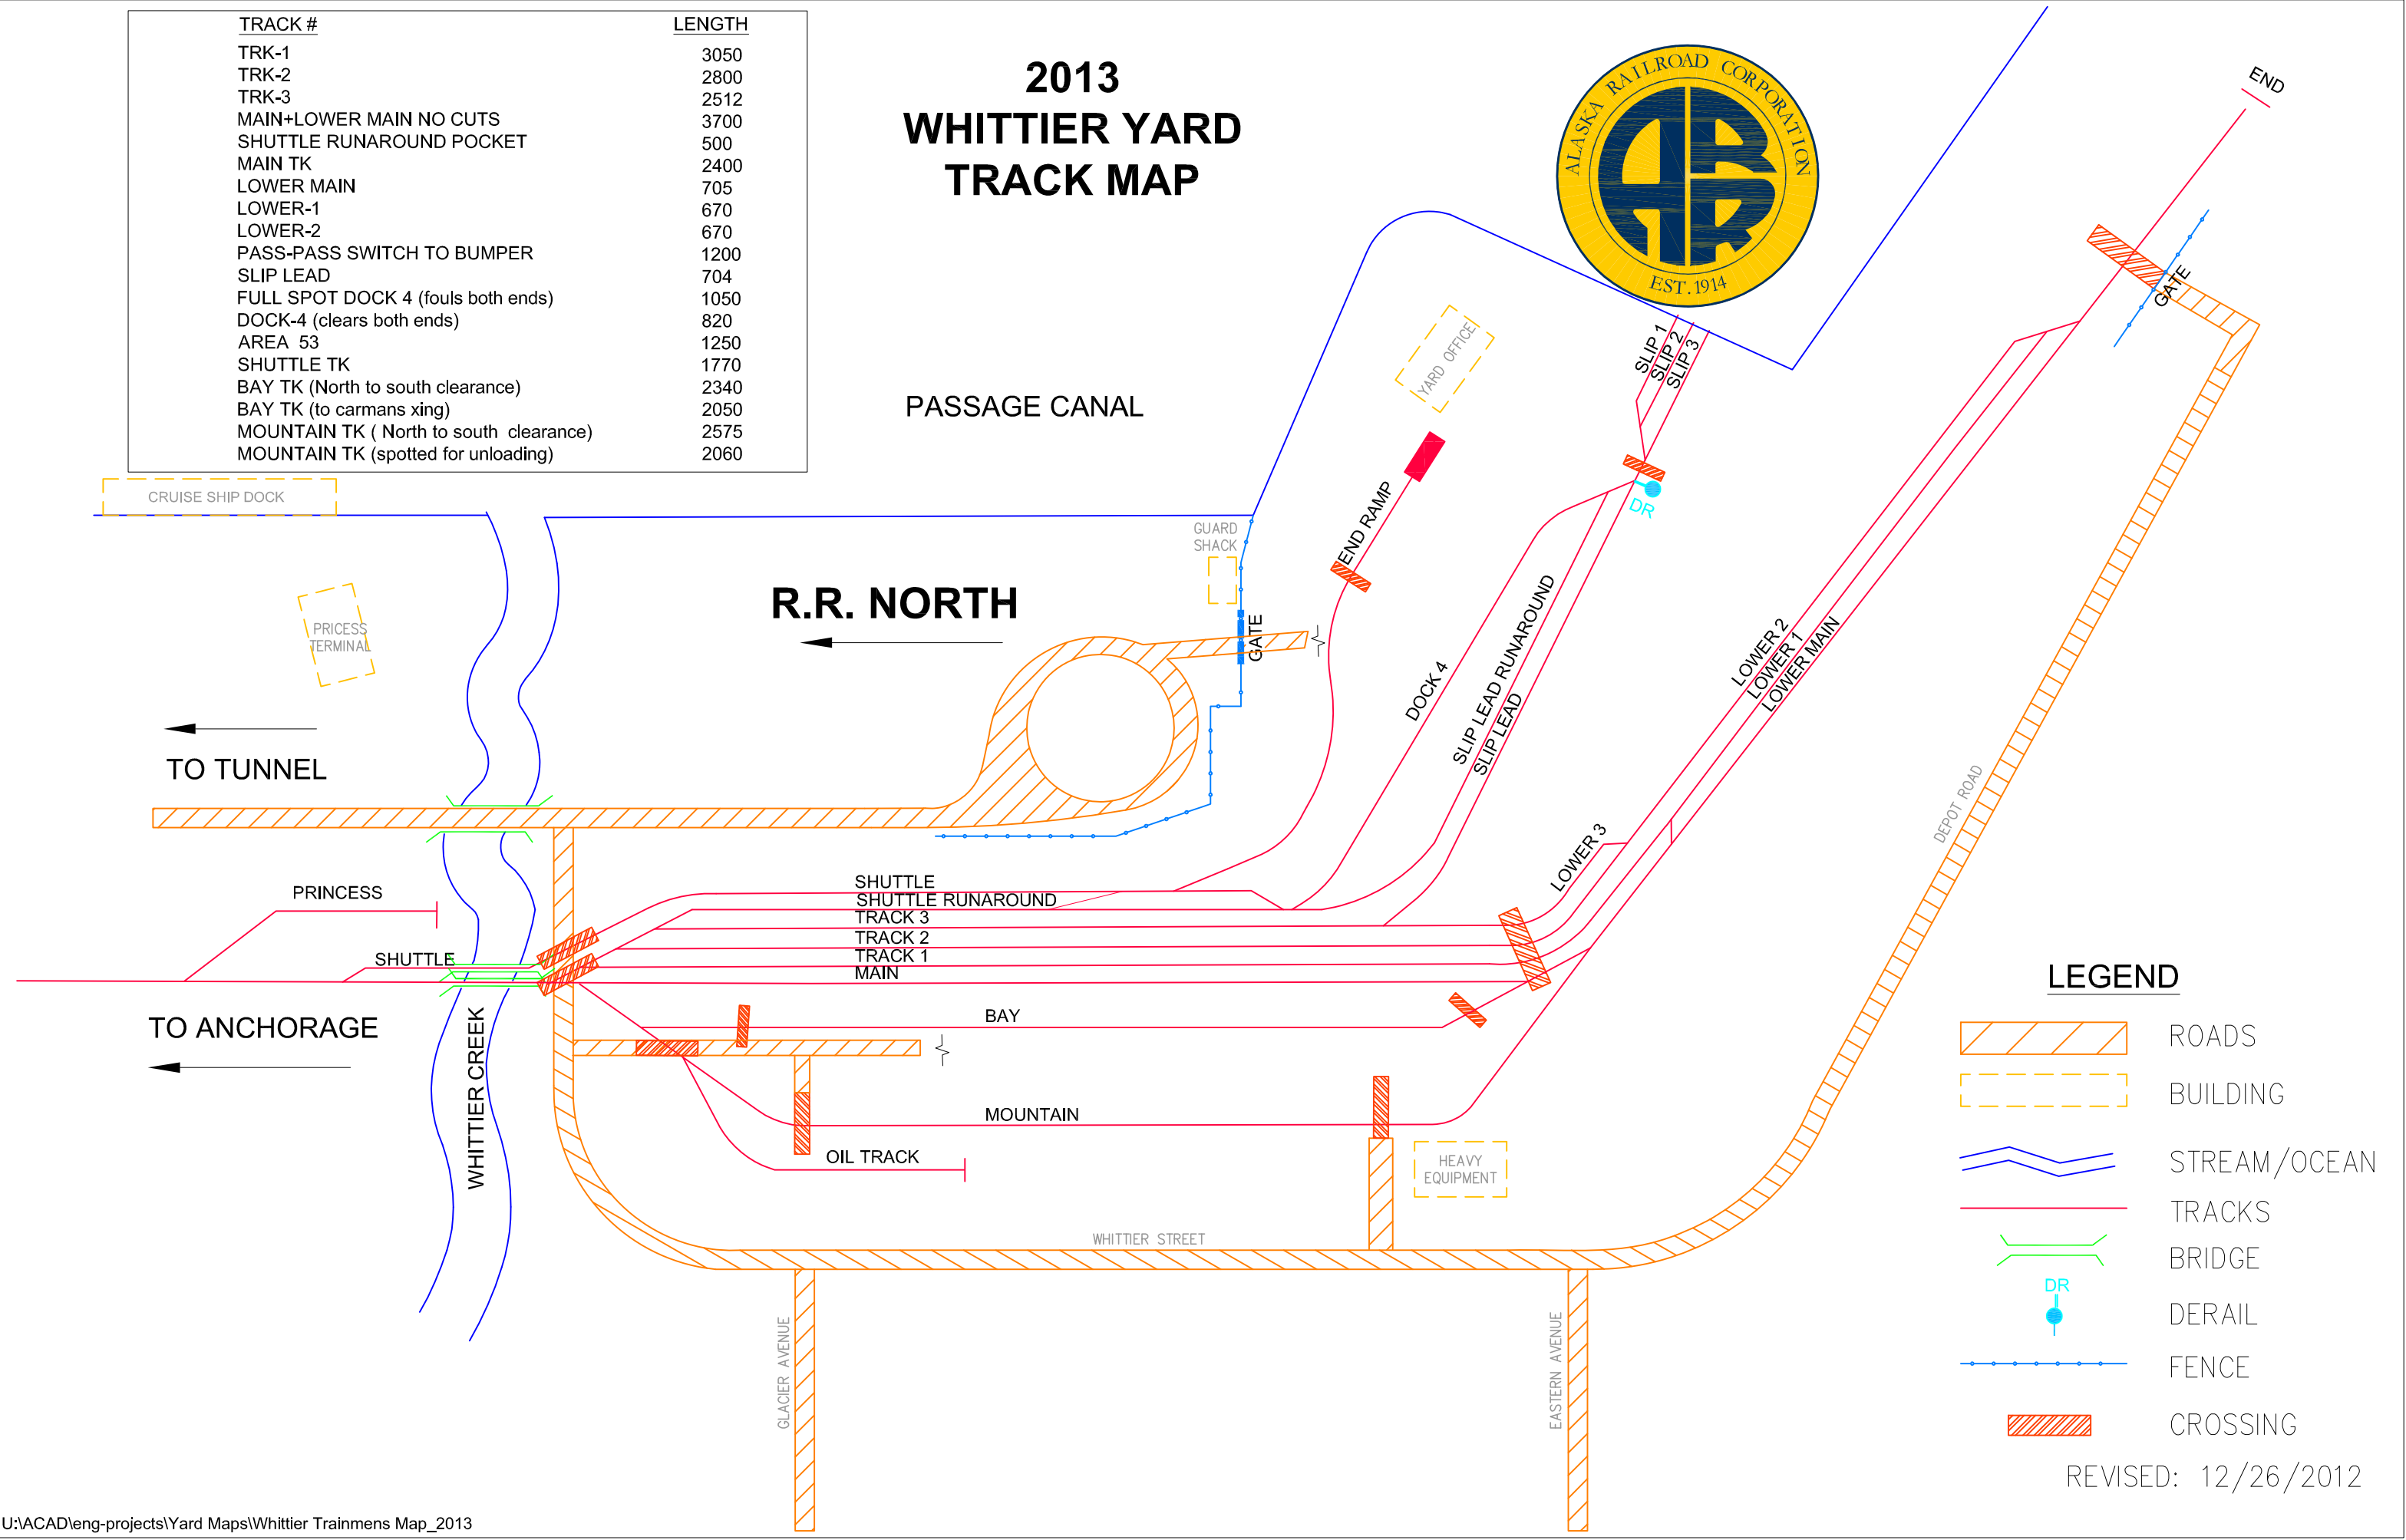 TRACK # LENGTH
TRK-1 3050
TRK-2 2800
TRK-3 2512
MAIN+LOWER MAIN NO CUTS 3700
SHUTTLE RUNAROUND POCKET 500
MAIN TK 2400
LOWER MAIN 705
LOWER-1 670
LOWER-2 670
PASS-PASS SWITCH TO BUMPER 1200
SLIP LEAD 704
FULL SPOT DOCK 4 (fouls both ends) 1050
DOCK-4 (clears both ends) 820
AREA 53 1250
SHUTTLE TK 1770
BAY TK (North to south clearance) 2340
BAY TK (to carmans xing) 2050
MOUNTAIN TK ( North to south clearance) 2575
MOUNTAIN TK (spotted for unloading) 2060
2013
WHITTIER YARD
TRACK MAP
ALASKA RAILROAD CORPORATION
ARR
EST. 1914
END
GATE
SLIP 1
SLIP 2
SLIP 3
YARD OFFICE
PASSAGE CANAL
CRUISE SHIP DOCK
GUARD
SHACK
END RAMP
DR
R.R. NORTH
GATE
PRICESS
TERMINAL
DOCK 4
SLIP LEAD RUNAROUND
SLIP LEAD
LOWER 2
LOWER 1
LOWER MAIN
TO TUNNEL
DEPOT ROAD
LOWER 3
PRINCESS
SHUTTLE
SHUTTLE RUNAROUND
TRACK 3
TRACK 2
TRACK 1
MAIN
SHUTTLE
TO ANCHORAGE
WHITTIER CREEK
BAY
MOUNTAIN
OIL TRACK
HEAVY
EQUIPMENT
WHITTIER STREET
GLACIER AVENUE
EASTERN AVENUE
LEGEND
ROADS
BUILDING
STREAM/OCEAN
TRACKS
BRIDGE
DR
DERAIL
FENCE
CROSSING
REVISED: 12/26/2012
U:\ACAD\eng-projects\Yard Maps\Whittier Trainmens Map_2013